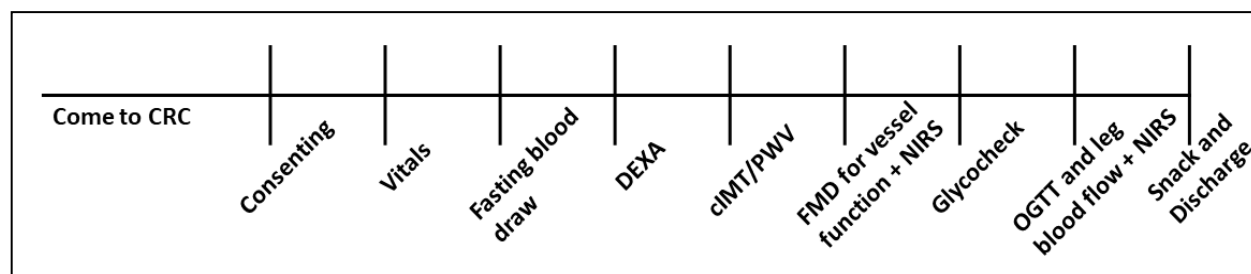 Come to CRC
Consenting
Vitals
Fasting blood
draw
DEXA
cIMT/PWV
FMD for vessel
function + NIRS
Glycocheck
OGTT and leg
blood flow + NIRS
Snack and
Discharge